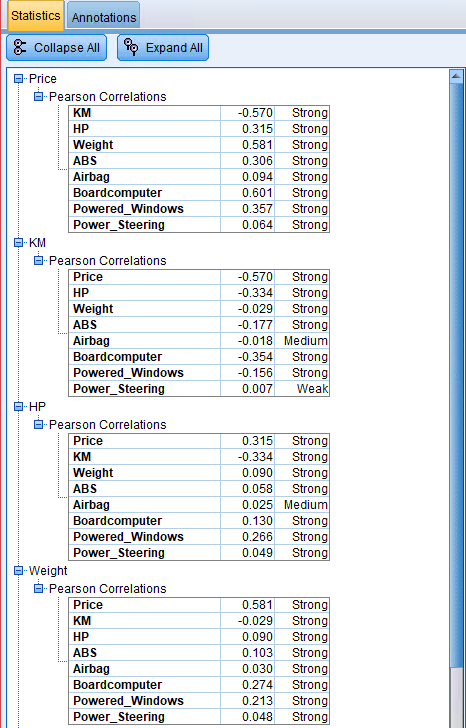 Statistics Annotations
Collapse All Expand All
Price
Pearson Correlations
KM -0.570 Strong
HP 0.315 Strong
Weight 0.581 Strong
ABS 0.306 Strong
Airbag 0.094 Strong
Boardcomputer 0.601 Strong
Powered_Windows 0.357 Strong
Power_Steering 0.064 Strong
KM
Pearson Correlations
Price -0.570 Strong
HP -0.334 Strong
Weight -0.029 Strong
ABS -0.177 Strong
Airbag -0.018 Medium
Boardcomputer -0.354 Strong
Powered_Windows -0.156 Strong
Power_Steering 0.007 Weak
HP
Pearson Correlations
Price 0.315 Strong
KM -0.334 Strong
Weight 0.090 Strong
ABS 0.058 Strong
Airbag 0.025 Medium
Boardcomputer 0.130 Strong
Powered_Windows 0.266 Strong
Power_Steering 0.049 Strong
Weight
Pearson Correlations
Price 0.581 Strong
KM -0.029 Strong
HP 0.090 Strong
ABS 0.103 Strong
Airbag 0.030 Strong
Boardcomputer 0.274 Strong
Powered_Windows 0.213 Strong
Power_Steering 0.048 Strong